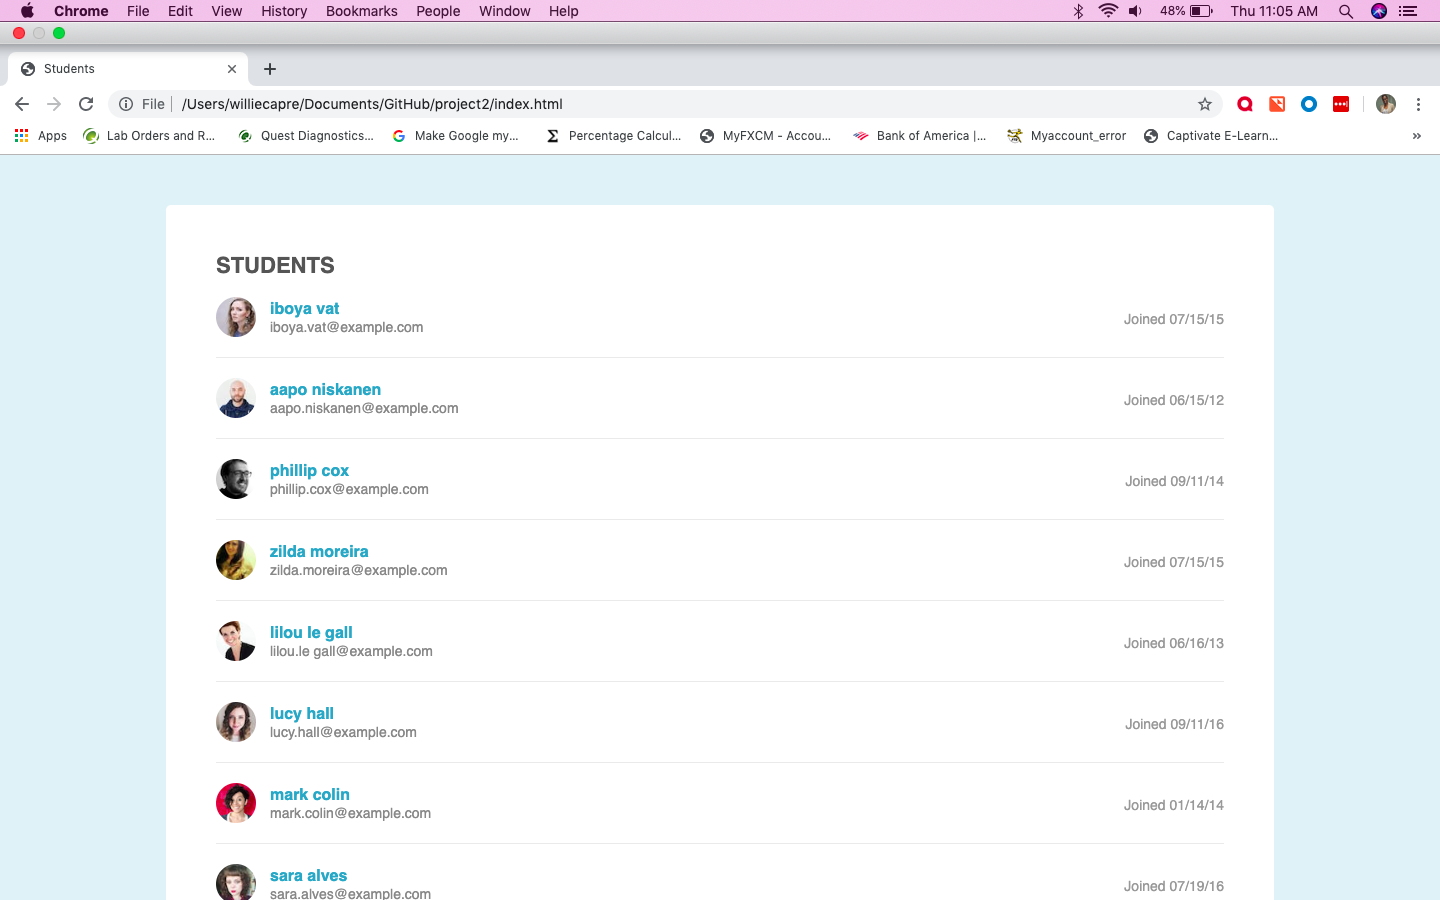 Chrome File Edit View History Bookmarks People Window Help 48% Thu 11:05 AM
Students
File /Users/williecapre/Documents/GitHub/project2/index.html
Apps Lab Orders and R... Quest Diagnostics... Make Google my... Percentage Calcul... MyFXCM - Accou... Bank of America |... Myaccount_error Captivate E-Learn... »
STUDENTS
iboya vat
iboya.vat@example.com
Joined 07/15/15
aapo niskanen
aapo.niskanen@example.com
Joined 06/15/12
phillip cox
phillip.cox@example.com
Joined 09/11/14
zilda moreira
zilda.moreira@example.com
Joined 07/15/15
lilou le gall
lilou.le gall@example.com
Joined 06/16/13
lucy hall
lucy.hall@example.com
Joined 09/11/16
mark colin
mark.colin@example.com
Joined 01/14/14
sara alves
sara.alves@example.com
Joined 07/19/16